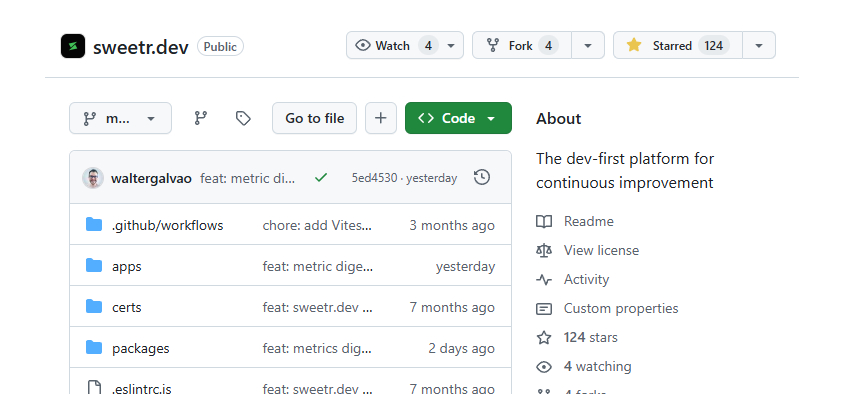 sweetr.dev Public Watch 4 Fork 4 Starred 124
m... Go to file Code
waltergalvao feat: metric di... 5ed4530 · yesterday
.github/workflows chore: add Vites... 3 months ago
apps feat: metric dige... yesterday
certs feat: sweetr.dev ... 7 months ago
packages feat: metrics dig... 2 days ago
.eslintrc.js feat: sweetr.dev ... 7 months ago
About
The dev-first platform for
continuous improvement
Readme
View license
Activity
Custom properties
124 stars
4 watching
4 forks